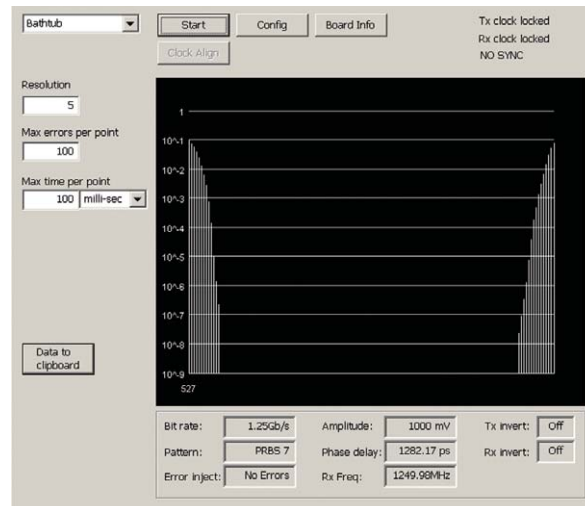 Bathtub
Start Config Board Info
Clock Align
Tx clock locked
Rx clock locked
NO SYNC
Resolution
5
Max errors per point
100
Max time per point
100 milli-sec
Data to
clipboard
1
10^-1
10^-2
10^-3
10^-4
10^-5
10^-6
10^-7
10^-8
10^-9
527
Bit rate: 1.25Gb/s Amplitude: 1000 mV Tx invert: Off
Pattern: PRBS 7 Phase delay: 1282.17 ps Rx invert: Off
Error inject: No Errors Rx Freq: 1249.98MHz